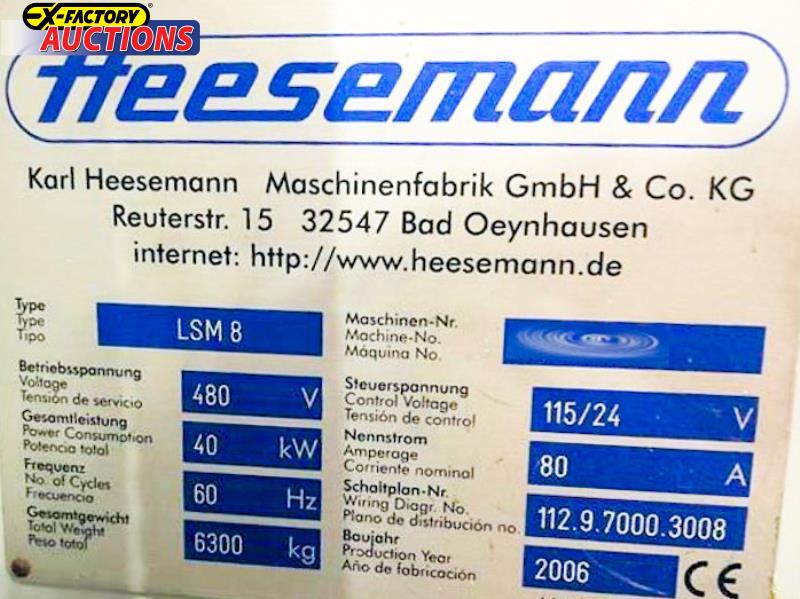 EX-FACTORY
AUCTIONS
Heesemann
Karl Heesemann Maschinenfabrik GmbH & Co. KG
Reuterstr. 15 32547 Bad Oeynhausen
internet: http://www.heesemann.de
Type
Type
Tipo
LSM 8
Maschinen-Nr.
Machine-No.
Máquina No.
Betriebsspannung
Voltage
Tensión de servicio
480 V
Steuerspannung
Control Voltage
Tensión de control
115/24 V
Gesamtleistung
Power Consumption
Potencia total
40 kW
Nennstrom
Amperage
Corriente nominal
80 A
Frequenz
No. of Cycles
Frecuencia
60 Hz
Schaltplan-Nr.
Wiring Diagr. No.
Plano de distribución no.
112.9.7000.3008
Gesamtgewicht
Total Weight
Peso total
6300 kg
Baujahr
Production Year
Año de fabricación
2006
CE